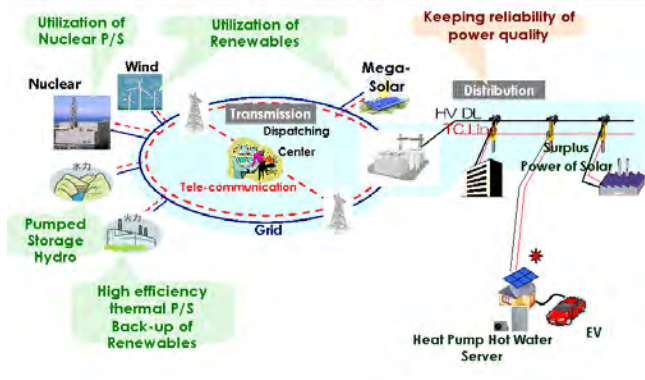 Utilization of
Nuclear P/S
Utilization of
Renewables
Keeping reliability of
power quality
Nuclear
Wind
Mega-
Solar
Transmission
Distribution
Dispatching
Center
HV DL
TC Line
Surplus
Power of Solar
水力
Tele-communication
火力
Pumped
Storage
Hydro
Grid
High efficiency
thermal P/S
Back-up of
Renewables
Heat Pump Hot Water
Server
EV